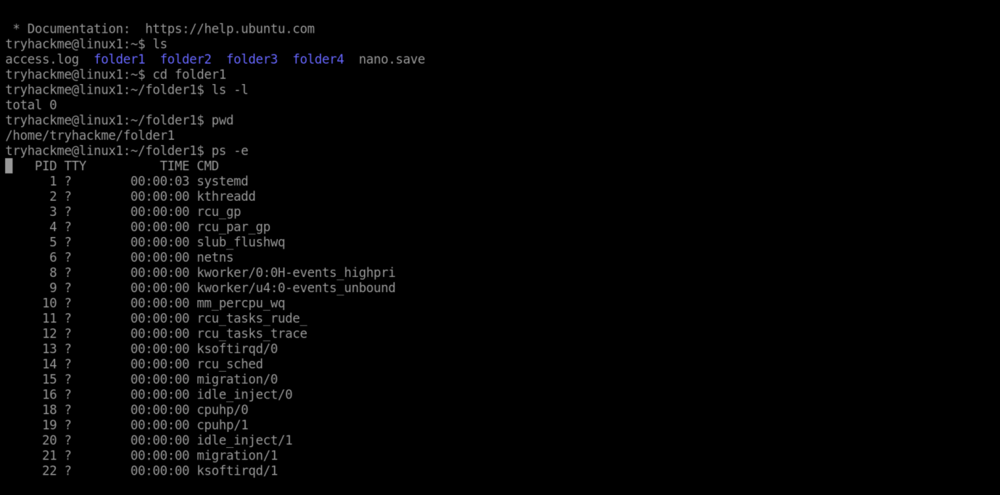 * Documentation:  https://help.ubuntu.com
tryhackme@linux1:~$ ls
access.log  folder1  folder2  folder3  folder4  nano.save
tryhackme@linux1:~$ cd folder1
tryhackme@linux1:~/folder1$ ls -l
total 0
tryhackme@linux1:~/folder1$ pwd
/home/tryhackme/folder1
tryhackme@linux1:~/folder1$ ps -e
    PID TTY          TIME CMD
      1 ?        00:00:03 systemd
      2 ?        00:00:00 kthreadd
      3 ?        00:00:00 rcu_gp
      4 ?        00:00:00 rcu_par_gp
      5 ?        00:00:00 slub_flushwq
      6 ?        00:00:00 netns
      8 ?        00:00:00 kworker/0:0H-events_highpri
      9 ?        00:00:00 kworker/u4:0-events_unbound
     10 ?        00:00:00 mm_percpu_wq
     11 ?        00:00:00 rcu_tasks_rude_
     12 ?        00:00:00 rcu_tasks_trace
     13 ?        00:00:00 ksoftirqd/0
     14 ?        00:00:00 rcu_sched
     15 ?        00:00:00 migration/0
     16 ?        00:00:00 idle_inject/0
     18 ?        00:00:00 cpuhp/0
     19 ?        00:00:00 cpuhp/1
     20 ?        00:00:00 idle_inject/1
     21 ?        00:00:00 migration/1
     22 ?        00:00:00 ksoftirqd/1